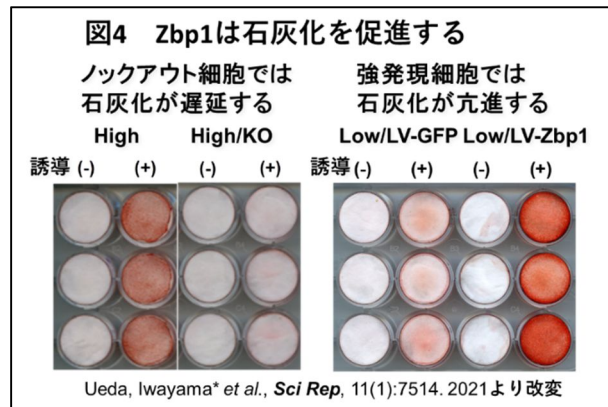 図4 Zbp1は石灰化を促進する
ノックアウト細胞では
石灰化が遅延する
High High/KO
誘導 (-) (+) (-) (+)
強発現細胞では
石灰化が亢進する
Low/LV-GFP Low/LV-Zbp1
誘導 (-) (+) (-) (+)
Ueda, Iwayama* et al., Sci Rep, 11(1):7514. 2021より改変